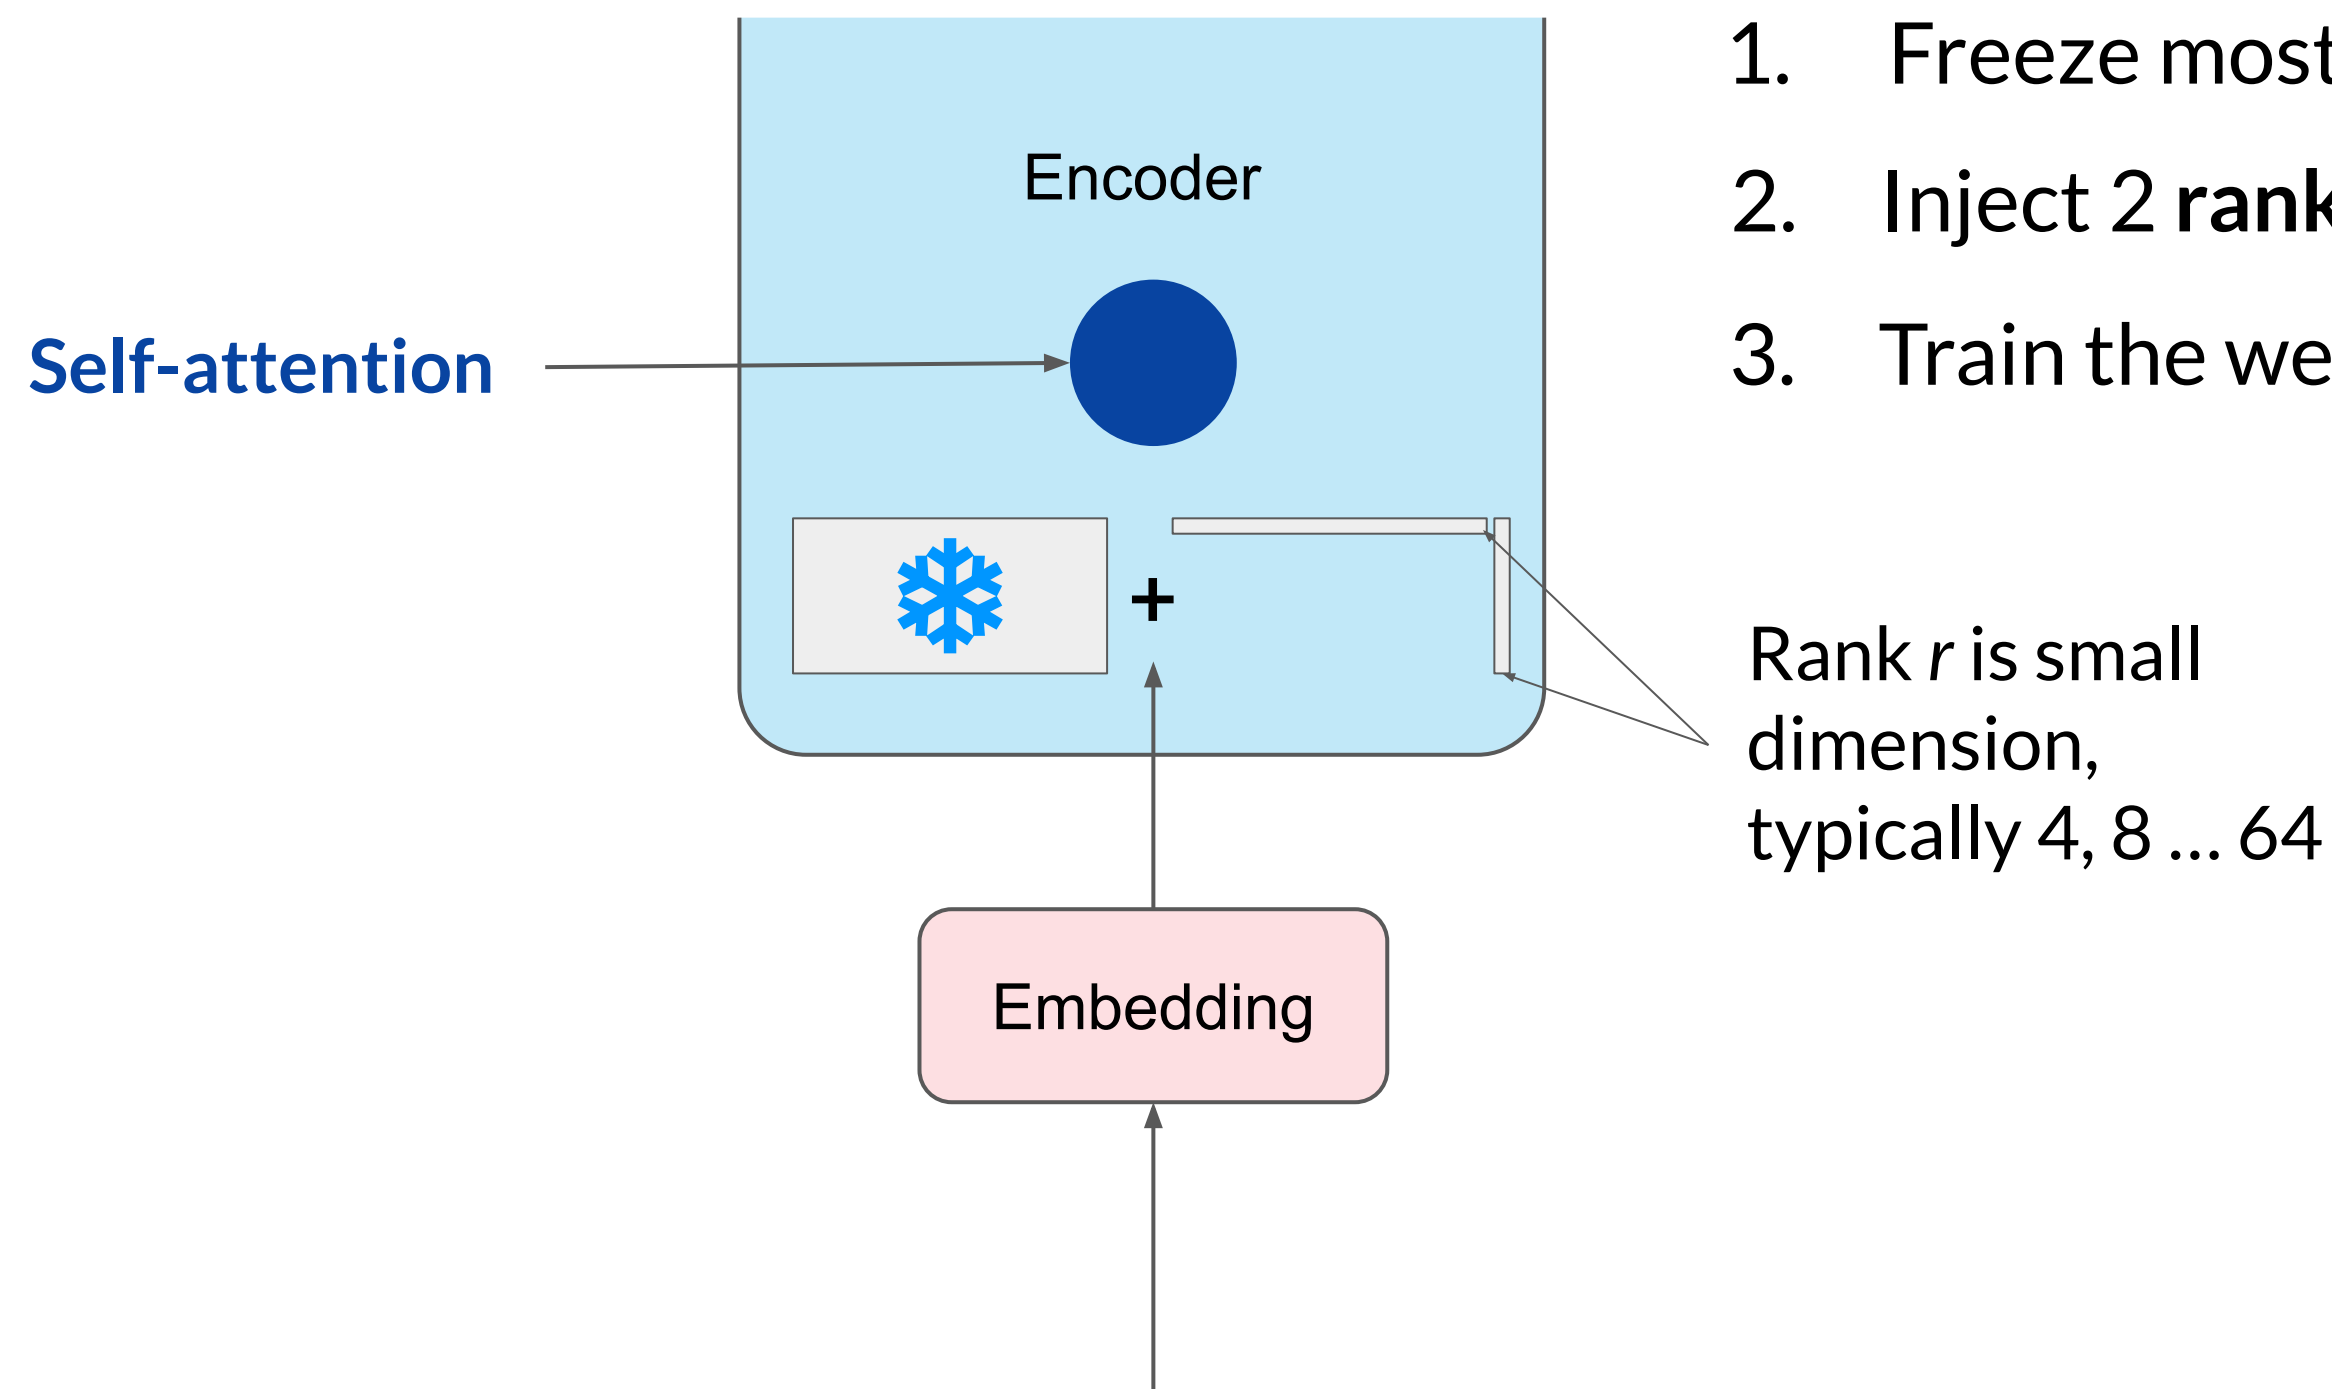 1. Freeze most
2. Inject 2 rank
3. Train the we
Encoder
Self-attention
+
Rank r is small
dimension,
typically 4, 8 ... 64
Embedding